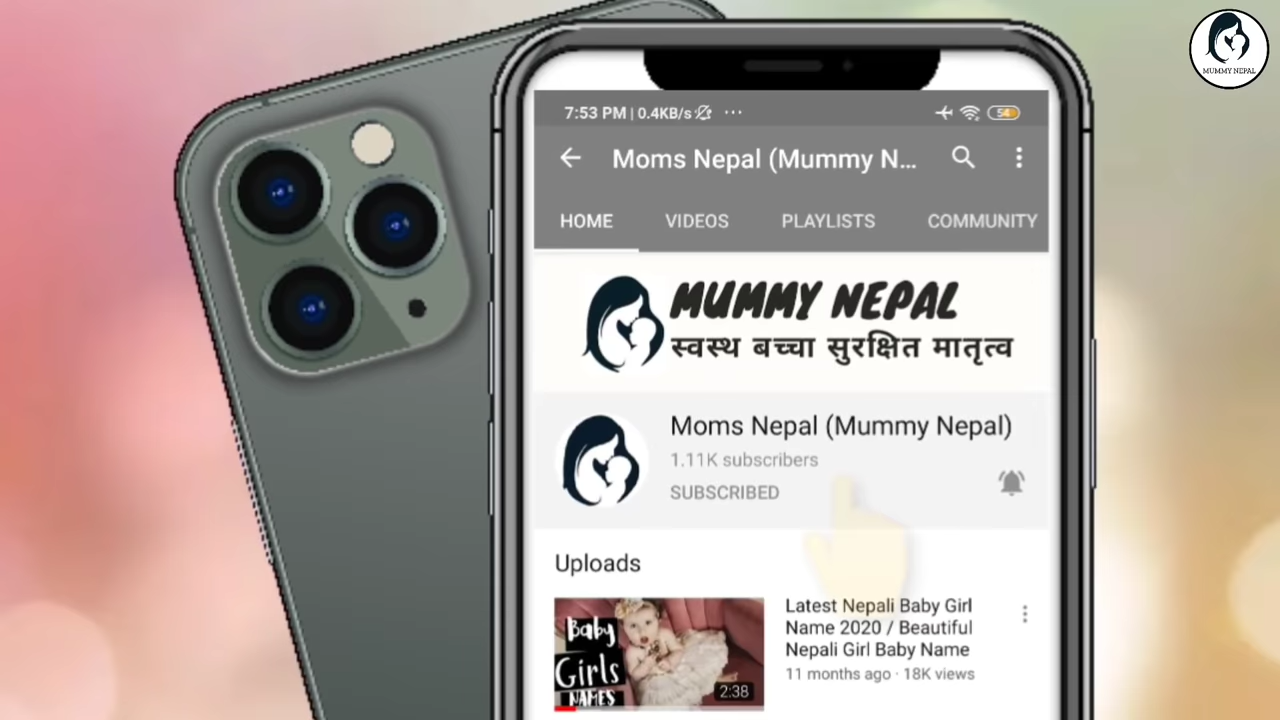 MUMMY NEPAL
7:53 PM | 0.4KB/s ...
54
Moms Nepal (Mummy N...
HOME VIDEOS PLAYLISTS COMMUNITY
MUMMY NEPAL
स्वस्थ बच्चा सुरक्षित मातृत्व
Moms Nepal (Mummy Nepal)
1.11K subscribers
SUBSCRIBED
Uploads
Baby
Girls
NAMES
2:38
Latest Nepali Baby Girl
Name 2020 / Beautiful
Nepali Girl Baby Name
11 months ago · 18K views